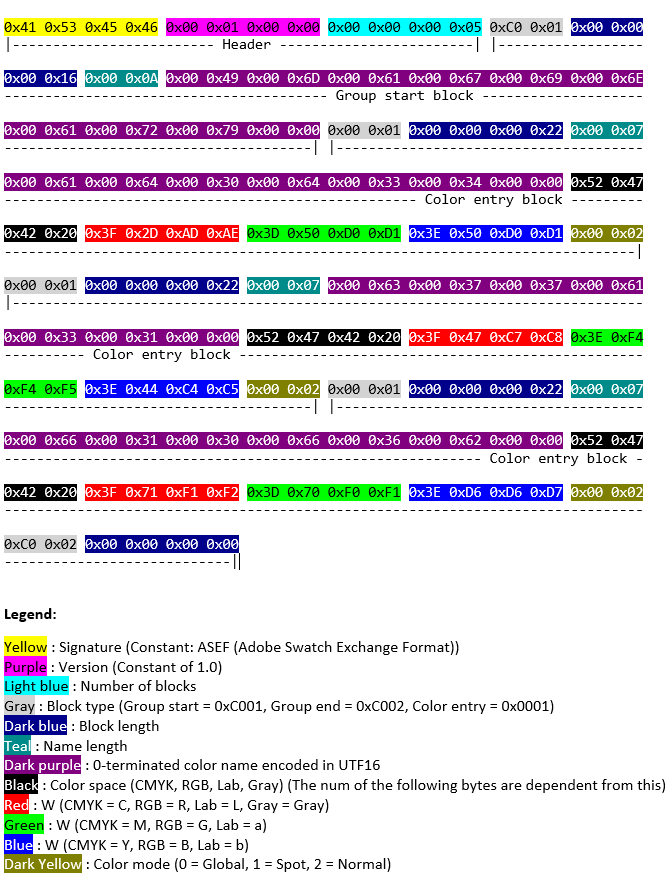 0x41 0x53 0x45 0x46 0x00 0x01 0x00 0x00 0x00 0x00 0x00 0x05 0xC0 0x01 0x00 0x00
|------------------------- Header ------------------------| |------------------
0x00 0x16 0x00 0x0A 0x00 0x49 0x00 0x6D 0x00 0x61 0x00 0x67 0x00 0x69 0x00 0x6E
---------------------------------------- Group start block --------------------
0x00 0x61 0x00 0x72 0x00 0x79 0x00 0x00 0x00 0x01 0x00 0x00 0x00 0x22 0x00 0x07
--------------------------------------| |--------------------------------------
0x00 0x61 0x00 0x64 0x00 0x30 0x00 0x64 0x00 0x33 0x00 0x34 0x00 0x00 0x52 0x47
--------------------------------------------------- Color entry block ---------
0x42 0x20 0x3F 0x2D 0xAD 0xAE 0x3D 0x50 0xD0 0xD1 0x3E 0x50 0xD0 0xD1 0x00 0x02
------------------------------------------------------------------------------|
0x00 0x01 0x00 0x00 0x00 0x22 0x00 0x07 0x00 0x63 0x00 0x37 0x00 0x37 0x00 0x61
|------------------------------------------------------------------------------
0x00 0x33 0x00 0x31 0x00 0x00 0x52 0x47 0x42 0x20 0x3F 0x47 0xC7 0xC8 0x3E 0xF4
---------- Color entry block --------------------------------------------------
0xF4 0xF5 0x3E 0x44 0xC4 0xC5 0x00 0x02 0x00 0x01 0x00 0x00 0x00 0x22 0x00 0x07
--------------------------------------| |--------------------------------------
0x00 0x66 0x00 0x31 0x00 0x30 0x00 0x66 0x00 0x36 0x00 0x62 0x00 0x00 0x52 0x47
----------------------------------------------------------- Color entry block -
0x42 0x20 0x3F 0x71 0xF1 0xF2 0x3D 0x70 0xF0 0xF1 0x3E 0xD6 0xD6 0xD7 0x00 0x02
-------------------------------------------------------------------------------
0xC0 0x02 0x00 0x00 0x00 0x00
----------------------------||
Legend:
Yellow : Signature (Constant: ASEF (Adobe Swatch Exchange Format))
Purple : Version (Constant of 1.0)
Light blue : Number of blocks
Gray : Block type (Group start = 0xC001, Group end = 0xC002, Color entry = 0x0001)
Dark blue : Block length
Teal : Name length
Dark purple : 0-terminated color name encoded in UTF16
Black : Color space (CMYK, RGB, Lab, Gray) (The num of the following bytes are dependent from this)
Red : W (CMYK = C, RGB = R, Lab = L, Gray = Gray)
Green : W (CMYK = M, RGB = G, Lab = a)
Blue : W (CMYK = Y, RGB = B, Lab = b)
Dark Yellow : Color mode (0 = Global, 1 = Spot, 2 = Normal)